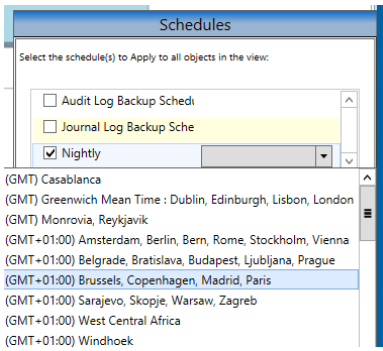 Schedules
Select the schedule(s) to Apply to all objects in the view:
Audit Log Backup Schedu
Journal Log Backup Sche
Nightly
(GMT) Casablanca
(GMT) Greenwich Mean Time : Dublin, Edinburgh, Lisbon, London
(GMT) Monrovia, Reykjavik
(GMT+01:00) Amsterdam, Berlin, Bern, Rome, Stockholm, Vienna
(GMT+01:00) Belgrade, Bratislava, Budapest, Ljubljana, Prague
(GMT+01:00) Brussels, Copenhagen, Madrid, Paris
(GMT+01:00) Sarajevo, Skopje, Warsaw, Zagreb
(GMT+01:00) West Central Africa
(GMT+01:00) Windhoek